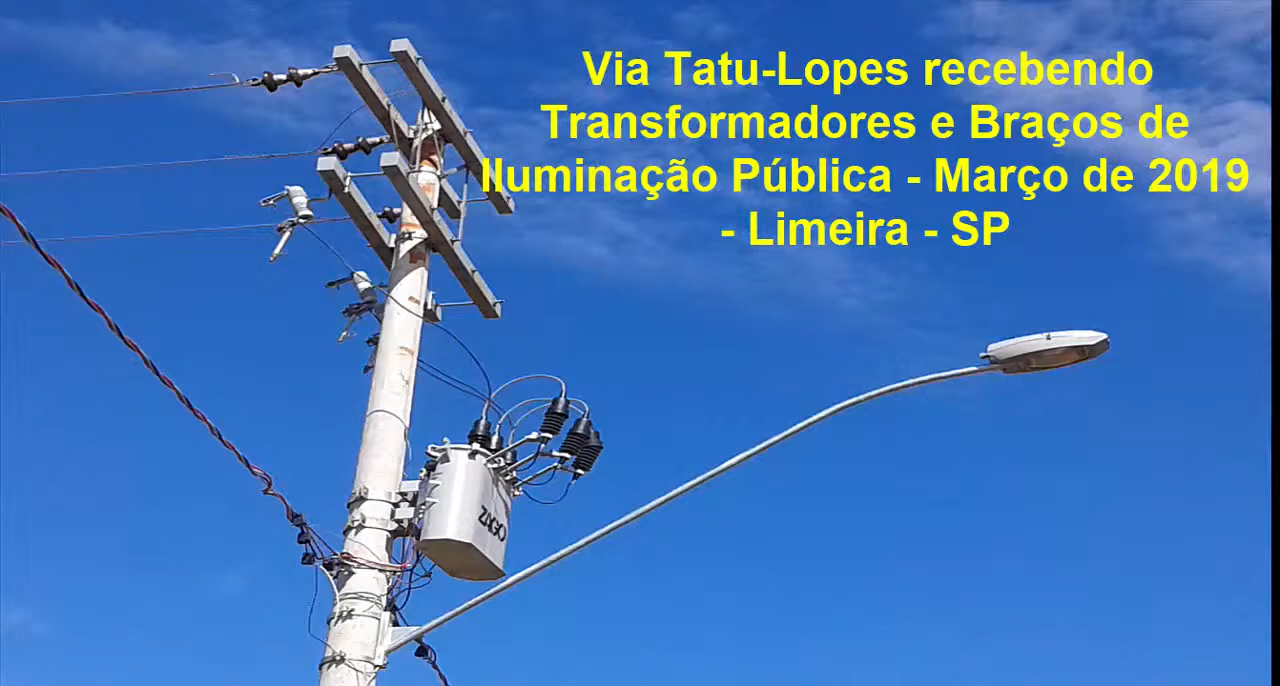 Via Tatu-Lopes recebendo
Transformadores e Braços de
Iluminação Pública - Março de 2019
- Limeira - SP